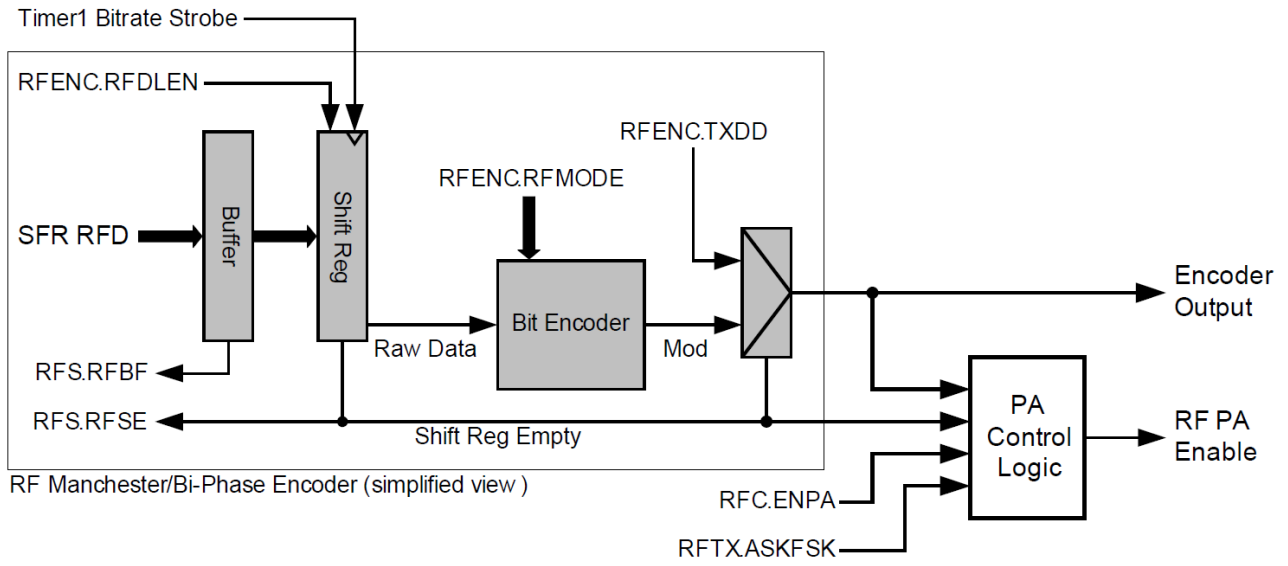 Timer1 Bitrate Strobe
RFENC.RFDLEN
RFENC.TXDD
RFENC.RFMODE
SFR RFD
Buffer
Shift Reg
Bit Encoder
Encoder
Output
Raw Data
Mod
RFS.RFBF
RFS.RFSE
Shift Reg Empty
PA
Control
Logic
RF PA
Enable
RF Manchester/Bi-Phase Encoder (simplified view )
RFC.ENPA
RFTX.ASKFSK